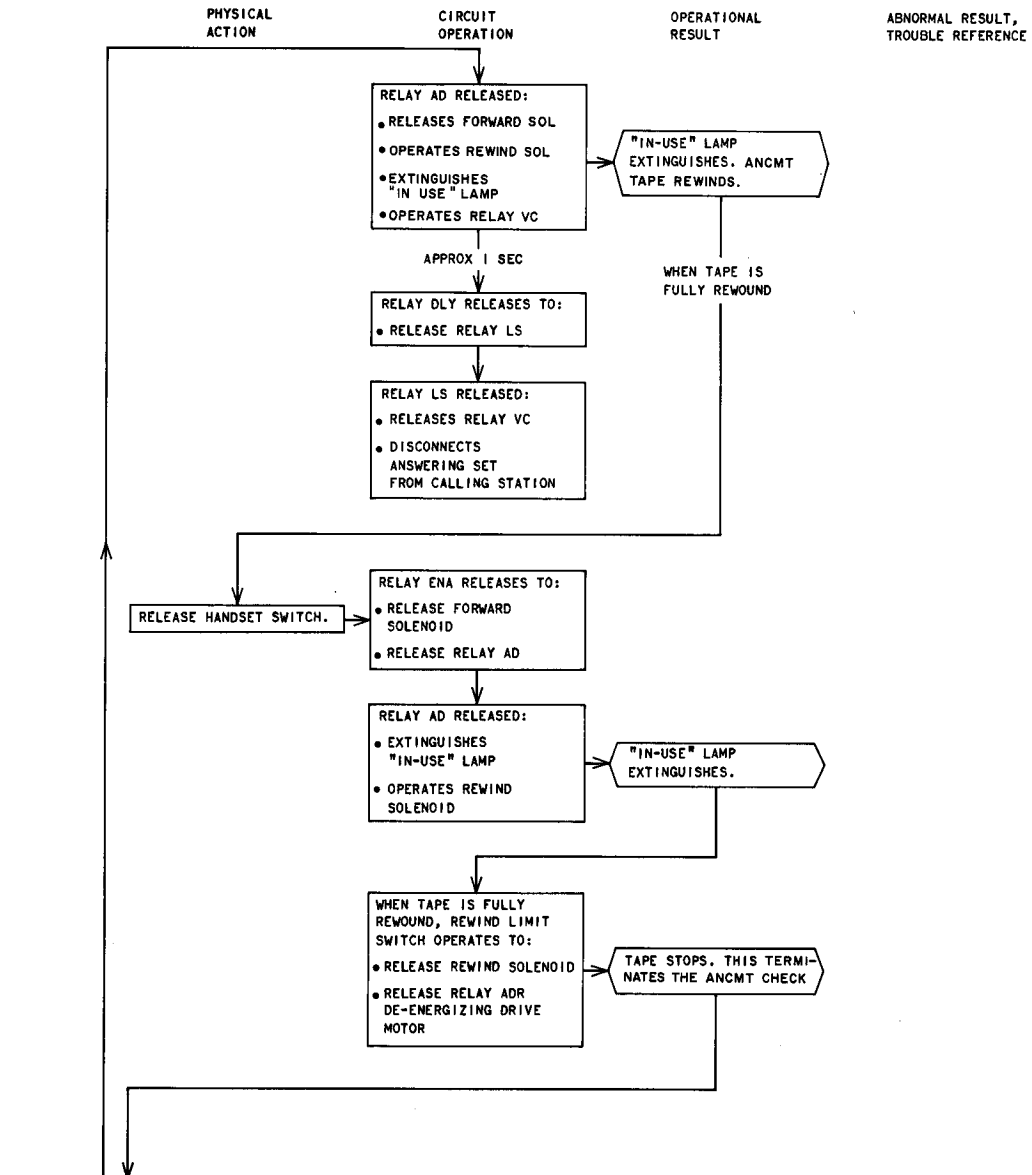 PHYSICAL
ACTION
CIRCUIT
OPERATION
OPERATIONAL
RESULT
ABNORMAL RESULT,
TROUBLE REFERENCE
RELAY AD RELEASED:
• RELEASES FORWARD SOL
• OPERATES REWIND SOL
• EXTINGUISHES
"IN USE" LAMP
• OPERATES RELAY VC
"IN-USE" LAMP
EXTINGUISHES. ANCMT
TAPE REWINDS.
APPROX 1 SEC
WHEN TAPE IS
FULLY REWOUND
RELAY DLY RELEASES TO:
• RELEASE RELAY LS
RELAY LS RELEASED:
• RELEASES RELAY VC
• DISCONNECTS
ANSWERING SET
FROM CALLING STATION
RELEASE HANDSET SWITCH.
RELAY ENA RELEASES TO:
• RELEASE FORWARD
SOLENOID
• RELEASE RELAY AD
RELAY AD RELEASED:
• EXTINGUISHES
"IN-USE" LAMP
• OPERATES REWIND
SOLENOID
"IN-USE" LAMP
EXTINGUISHES.
WHEN TAPE IS FULLY
REWOUND, REWIND LIMIT
SWITCH OPERATES TO:
• RELEASE REWIND SOLENOID
• RELEASE RELAY ADR
DE-ENERGIZING DRIVE
MOTOR
TAPE STOPS. THIS TERMI-
NATES THE ANCMT CHECK